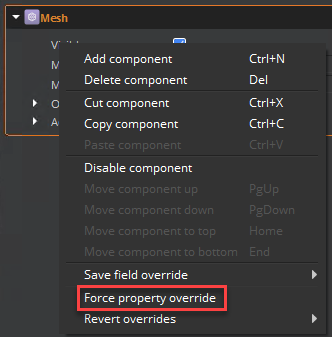 Mesh
Add component Ctrl+N
Delete component Del
Cut component Ctrl+X
Copy component Ctrl+C
Paste component Ctrl+V
Disable component
Move component up PgUp
Move component down PgDown
Move component to top Home
Move component to bottom End
Save field override
Force property override
Revert overrides